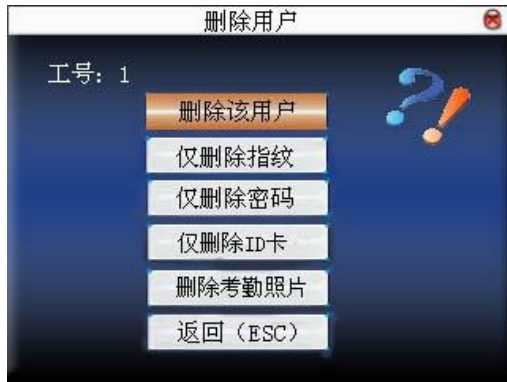 删除用户
工号: 1
删除该用户
仅删除指纹
仅删除密码
仅删除ID卡
删除考勤照片
返回（ESC）